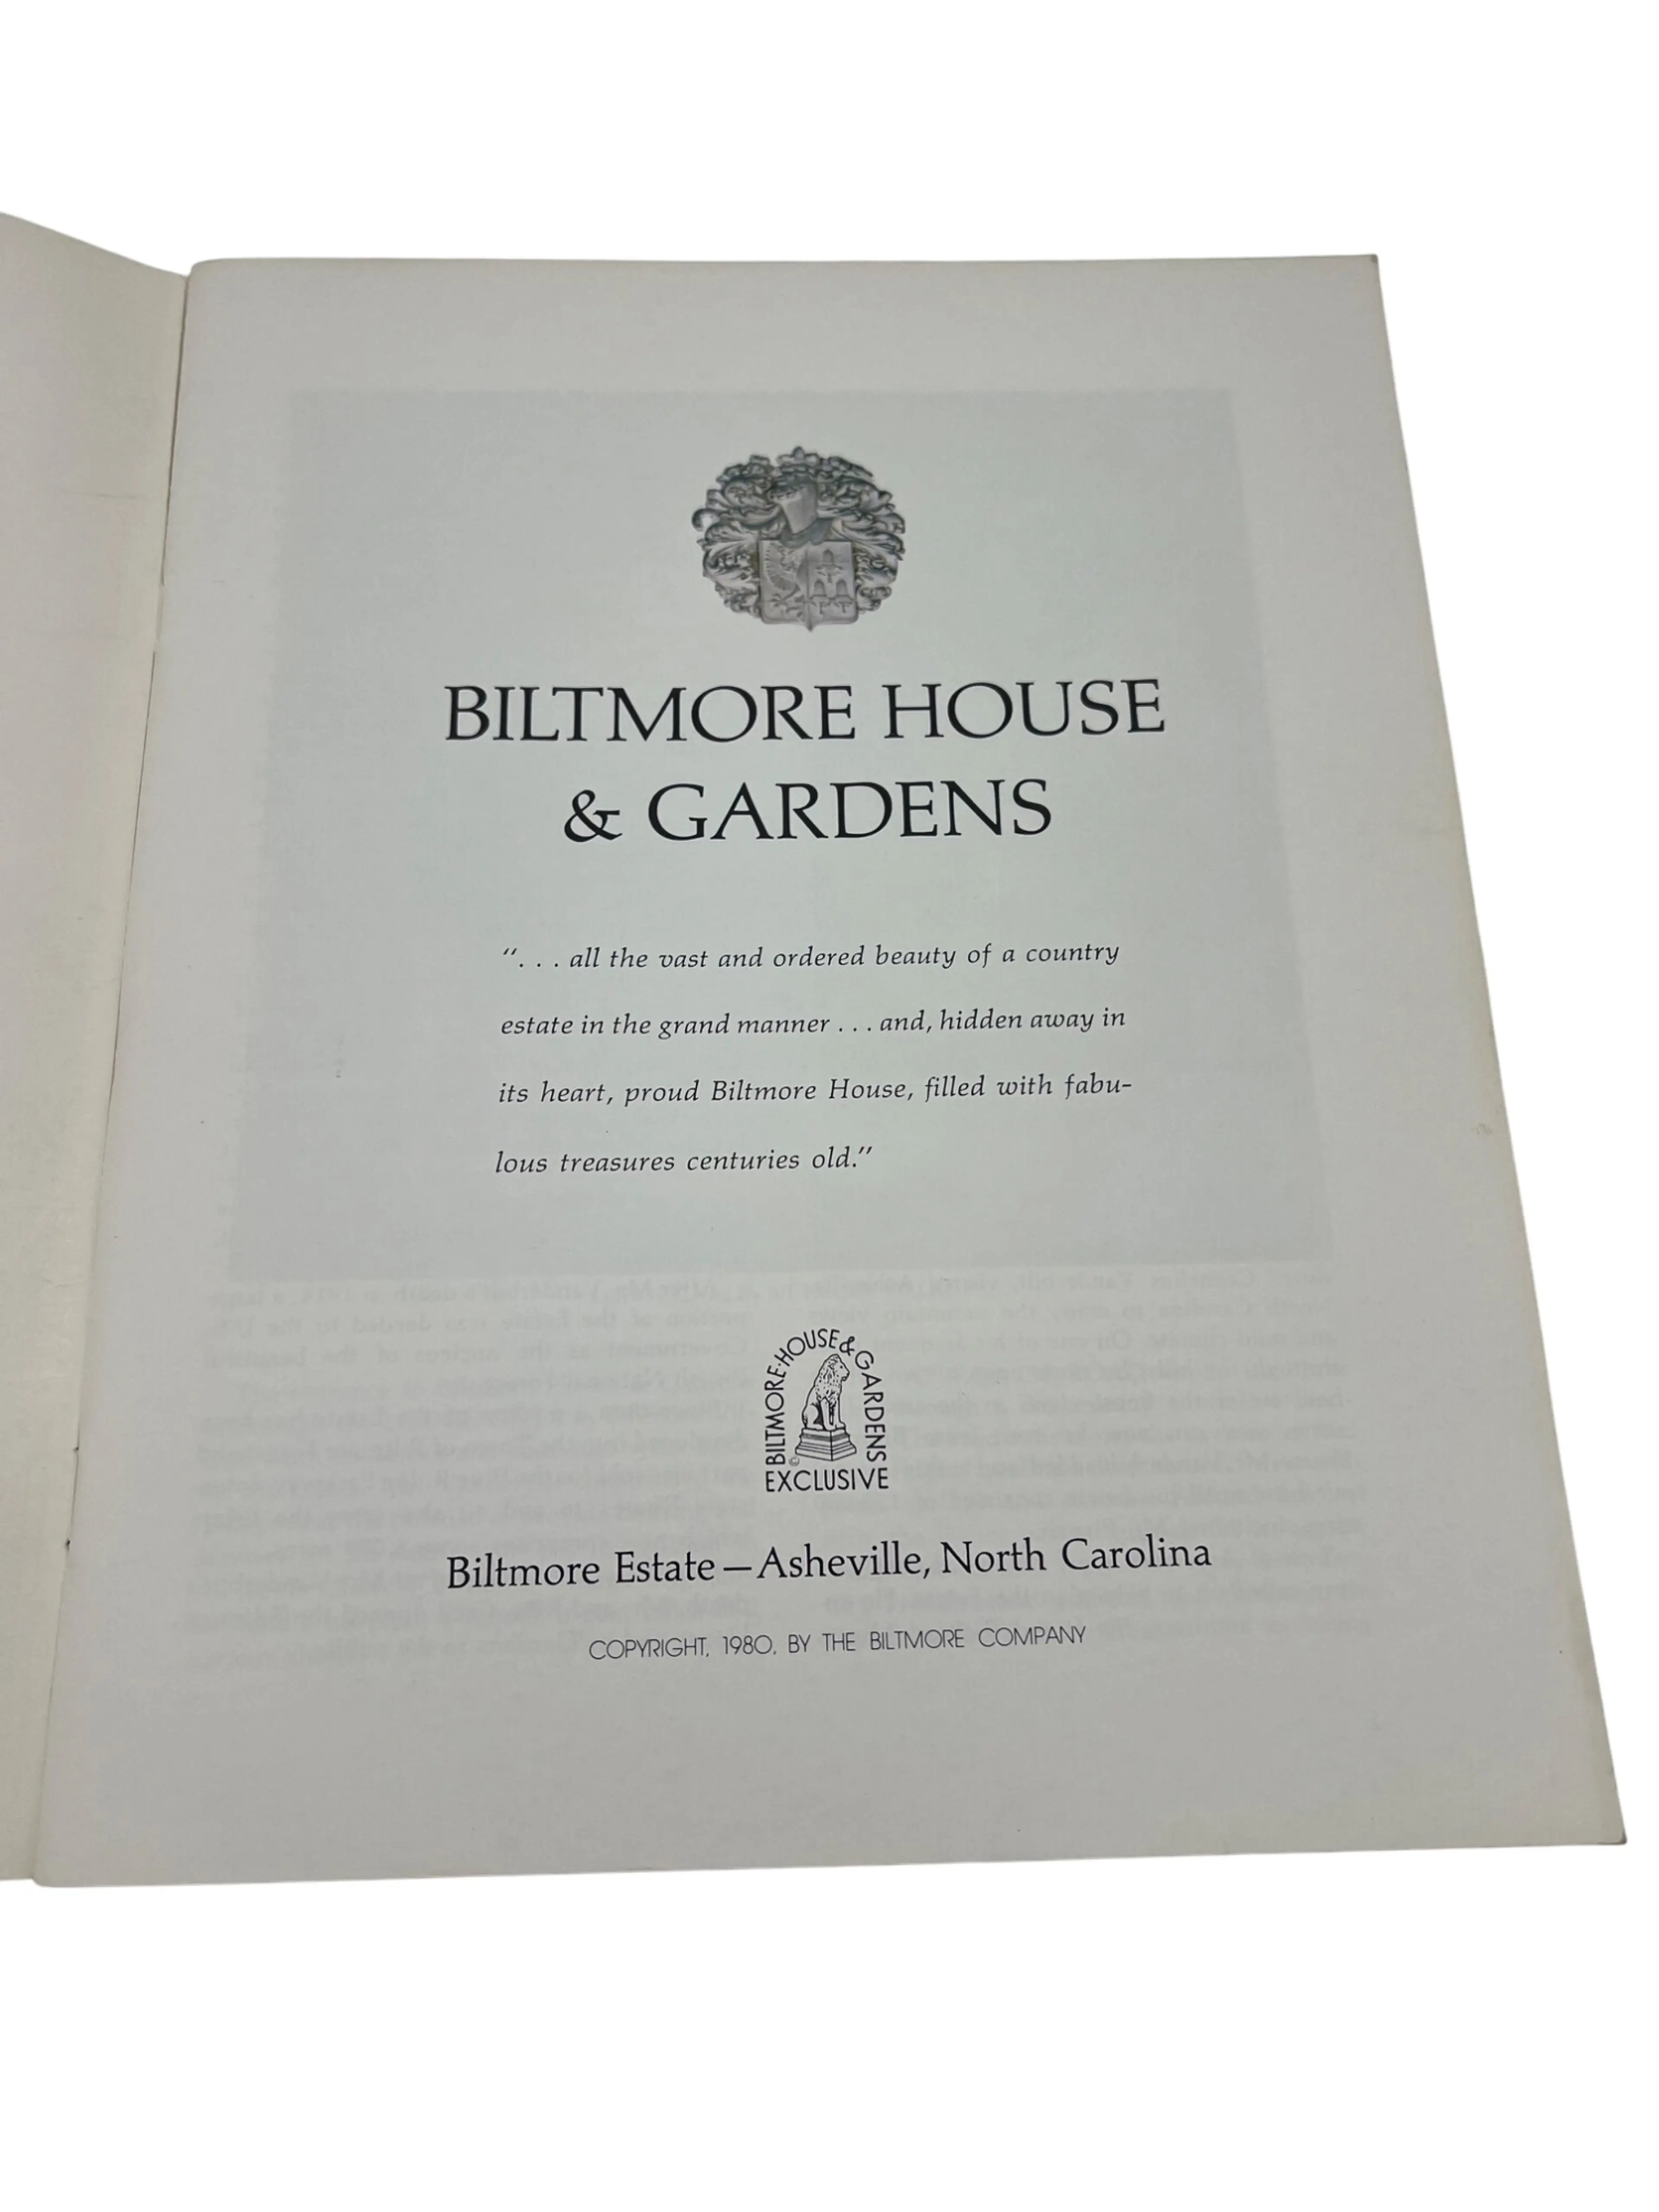 BILTMORE HOUSE
& GARDENS
". . . all the vast and ordered beauty of a country
estate in the grand manner . . . and, hidden away in
its heart, proud Biltmore House, filled with fabu-
lous treasures centuries old."
BILTMORE·HOUSE & GARDENS
©
EXCLUSIVE
Biltmore Estate — Asheville, North Carolina
COPYRIGHT, 1980, BY THE BILTMORE COMPANY